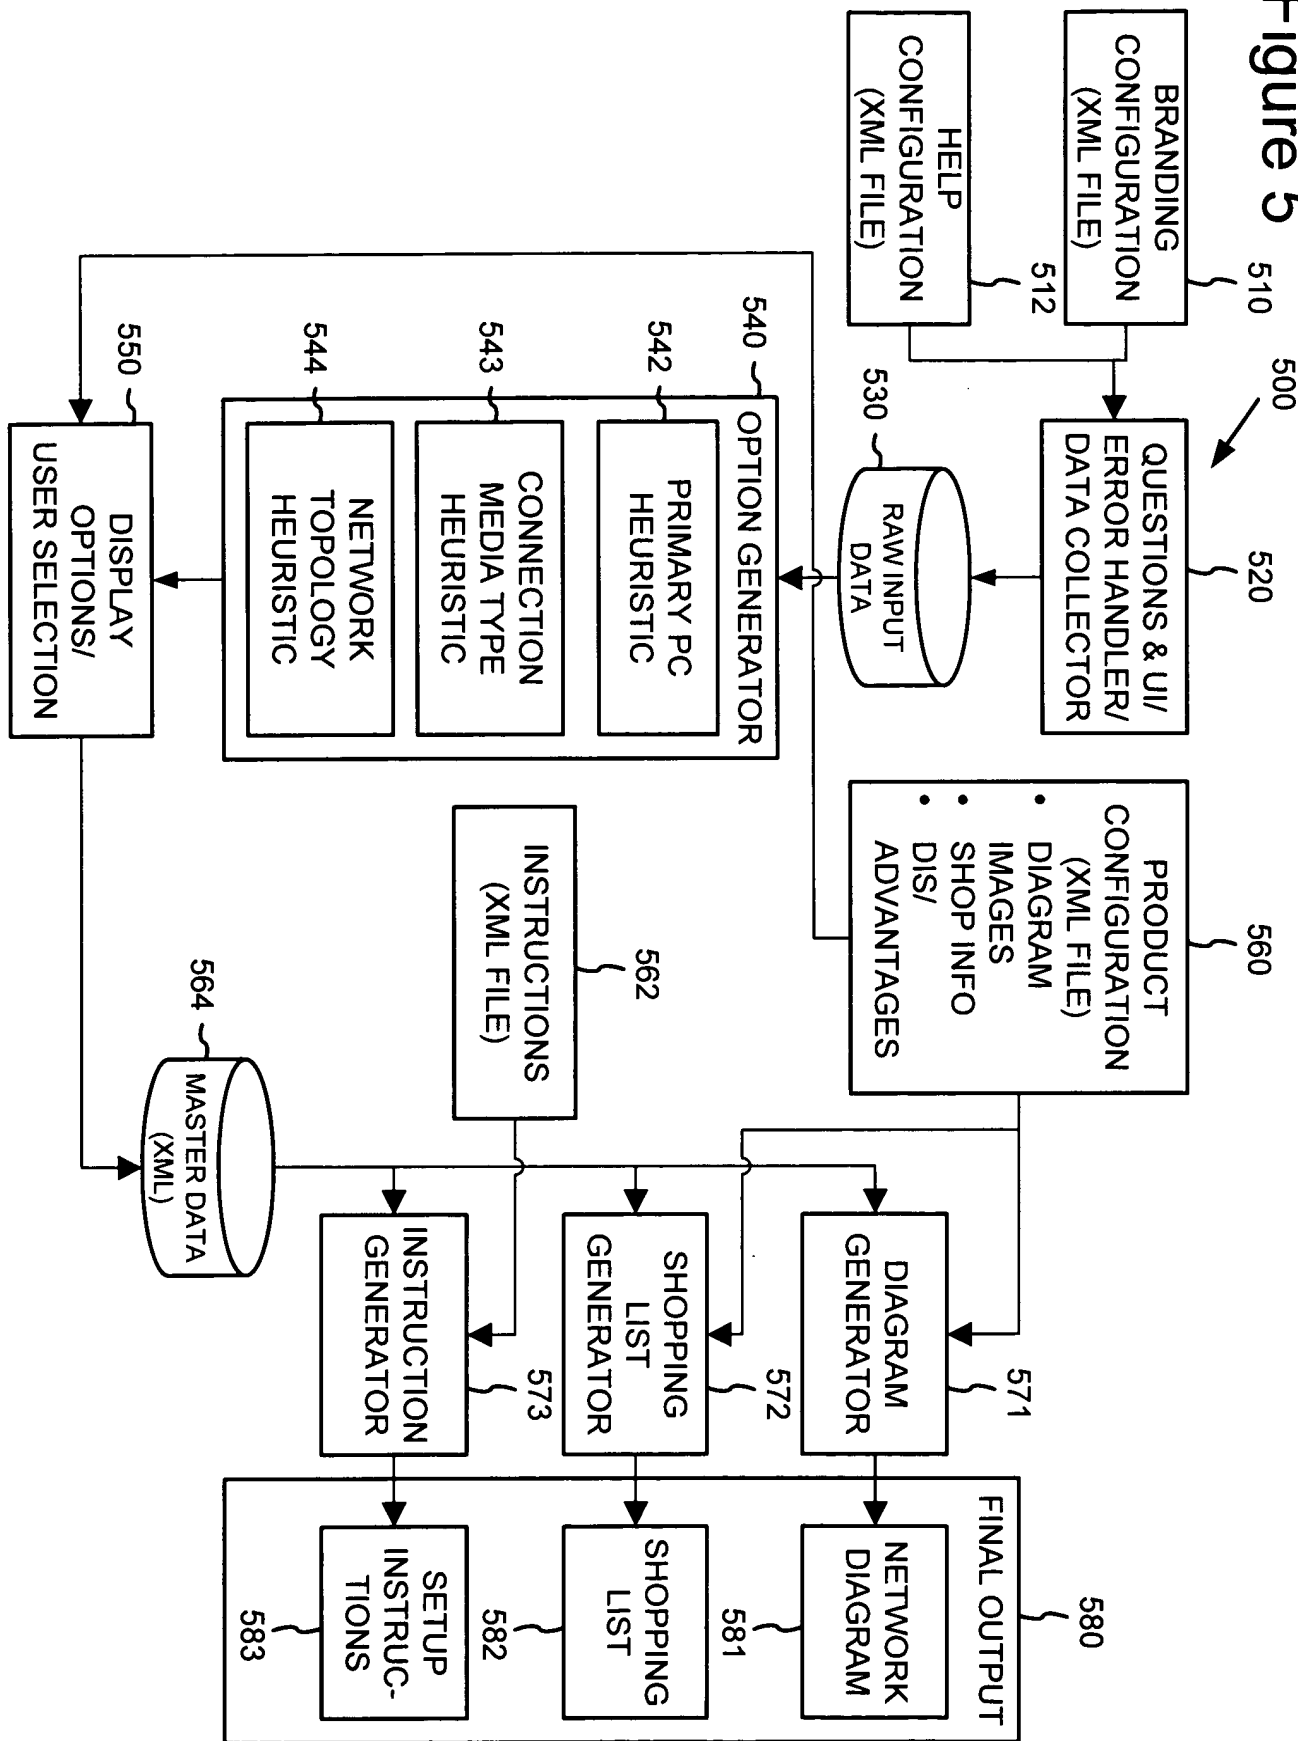 Figure 5
500
510
BRANDING
CONFIGURATION
(XML FILE)
512
HELP
CONFIGURATION
(XML FILE)
520
QUESTIONS & UI/
ERROR HANDLER/
DATA COLLECTOR
530
RAW INPUT
DATA
540
OPTION GENERATOR
542
PRIMARY PC
HEURISTIC
543
CONNECTION
MEDIA TYPE
HEURISTIC
544
NETWORK
TOPOLOGY
HEURISTIC
550
DISPLAY
OPTIONS/
USER SELECTION
560
PRODUCT
CONFIGURATION
(XML FILE)
• DIAGRAM
IMAGES
• SHOP INFO
• DIS/
ADVANTAGES
562
INSTRUCTIONS
(XML FILE)
564
MASTER DATA
(XML)
571
DIAGRAM
GENERATOR
572
SHOPPING
LIST
GENERATOR
573
INSTRUCTION
GENERATOR
580
FINAL OUTPUT
NETWORK
DIAGRAM
581
SHOPPING
LIST
582
SETUP
INSTRUC-
TIONS
583